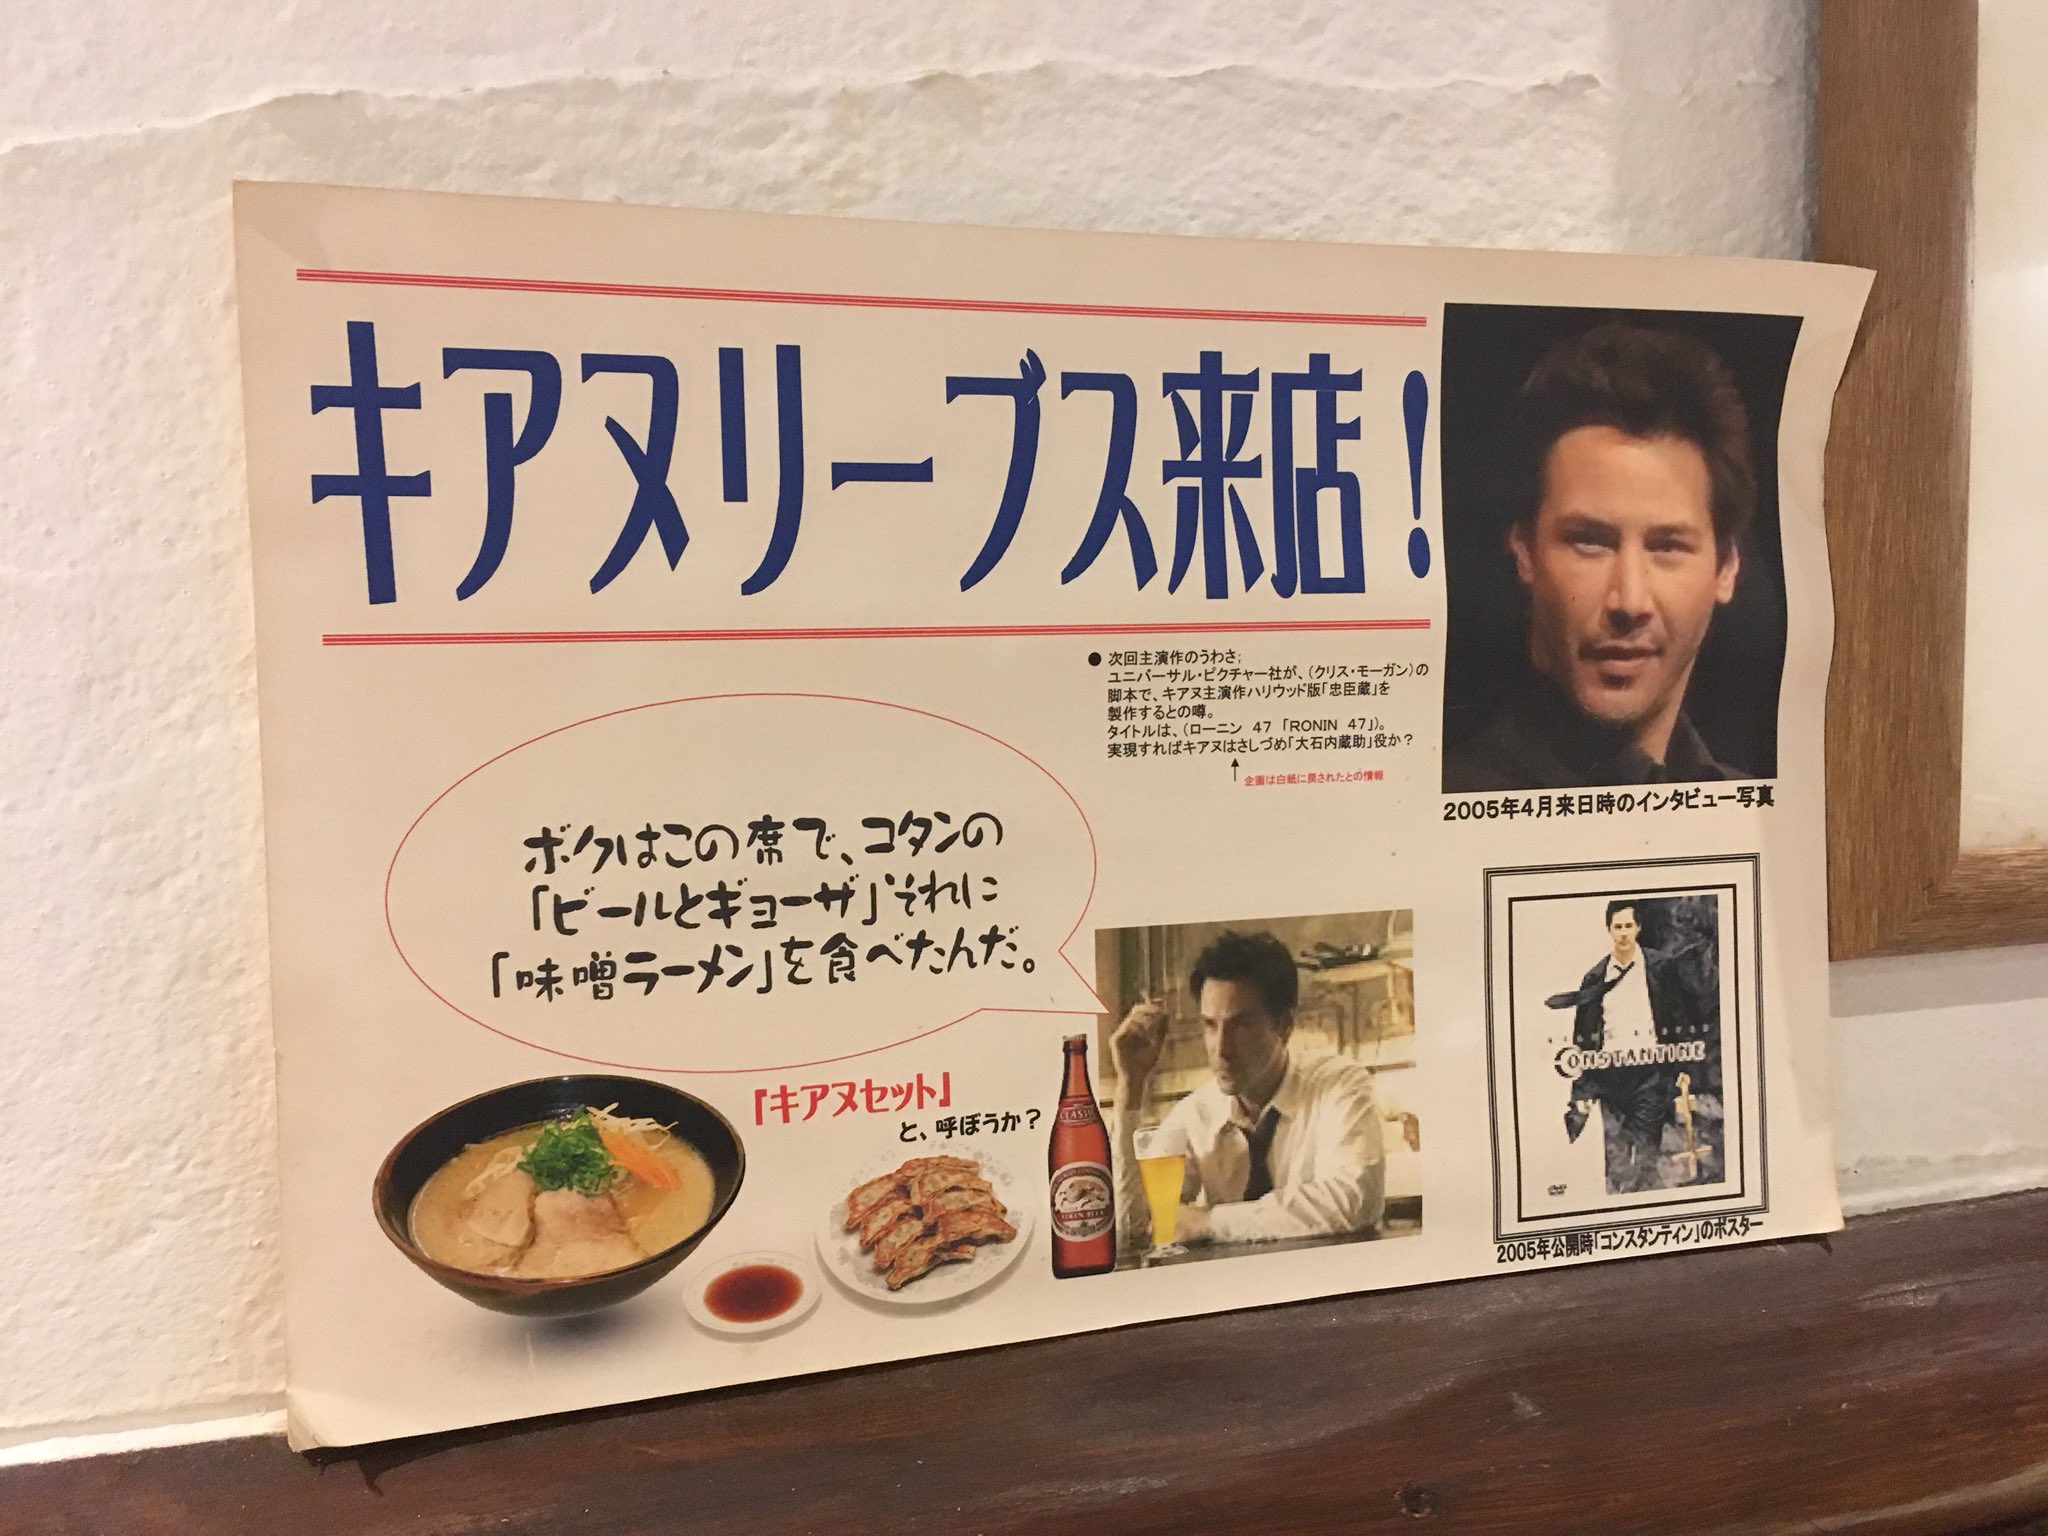 キアヌリーブス来店!
● 次回主演作のうわさ;
ユニバーサル・ピクチャー社が、(クリス・モーガン)の
脚本で、キアヌ主演作ハリウッド版「忠臣蔵」を
製作するとの噂。
タイトルは、(ローニン 47 「RONIN 47」)。
実現すればキアヌはさしづめ「大石内蔵助」役か?
↑ 企画は白紙に戻されたとの情報
2005年4月来日時のインタビュー写真
ボクはこの席で、コタンの
「ビールとギョーザ」それに
「味噌ラーメン」を食べたんだ。
「キアヌセット」
と、呼ぼうか?
CLASSIC
KIRIN BEER
KEANU REEVES
CONSTANTINE
DVD
2005年公開時「コンスタンティン」のポスター